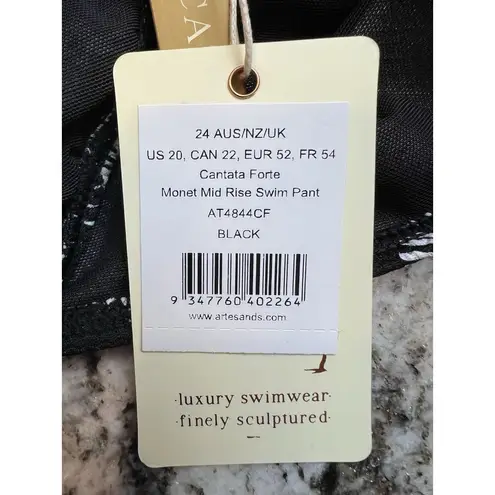 CA
24 AUS/NZ/UK
US 20, CAN 22, EUR 52, FR 54
Cantata Forte
Monet Mid Rise Swim Pant
AT4844CF
BLACK
9 347760 402264
www.artesands.com
·luxury swimwear·
·finely sculptured·